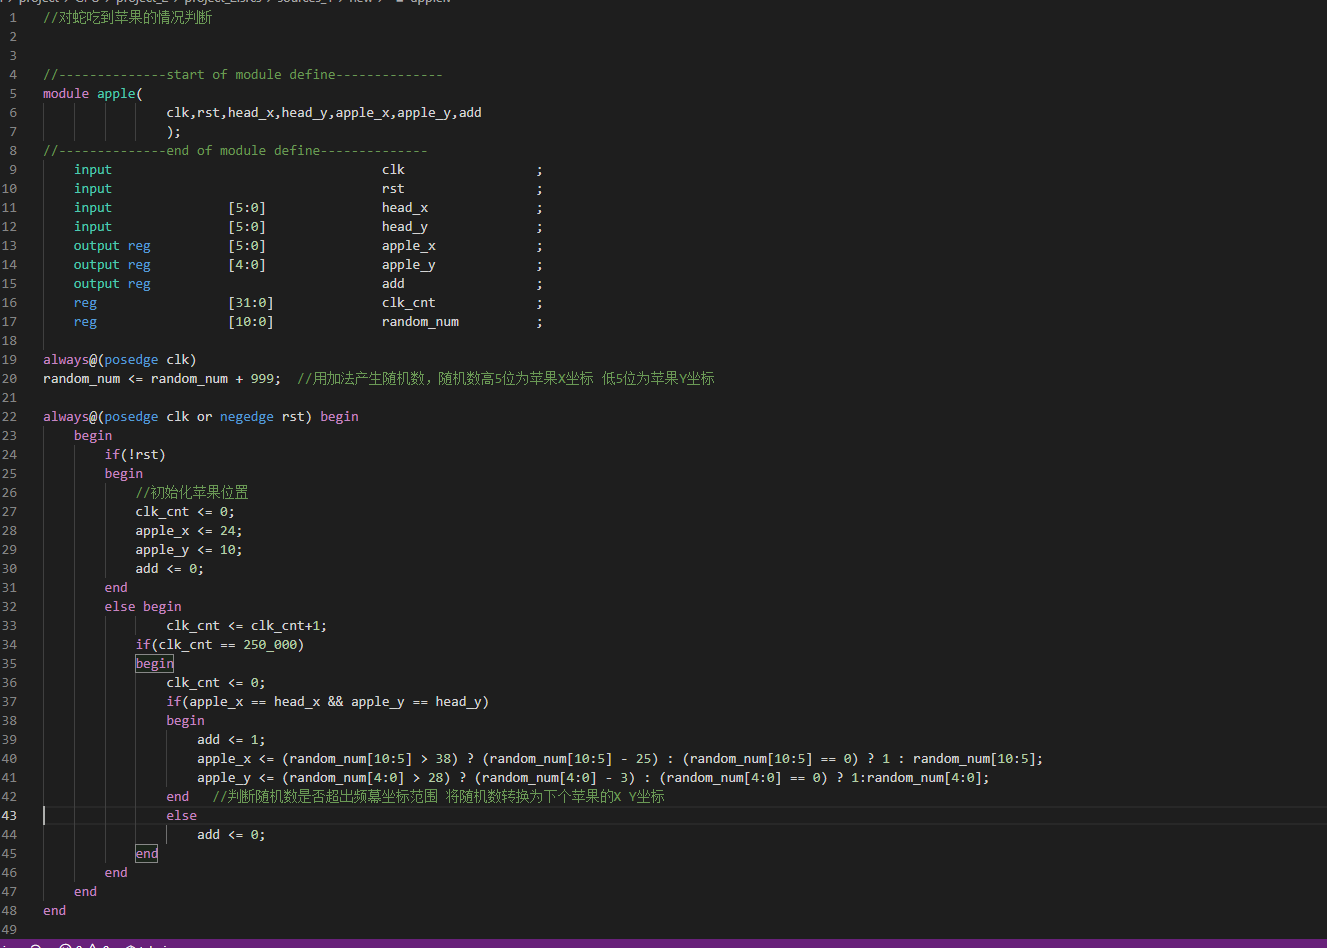 1 //对蛇吃到苹果的情况判断
2
3
4 //--------------start of module define--------------
5 module apple(
6 clk,rst,head_x,head_y,apple_x,apple_y,add
7 );
8 //--------------end of module define--------------
9 input clk ;
10 input rst ;
11 input [5:0] head_x ;
12 input [5:0] head_y ;
13 output reg [5:0] apple_x ;
14 output reg [4:0] apple_y ;
15 output reg add ;
16 reg [31:0] clk_cnt ;
17 reg [10:0] random_num ;
18
19 always@(posedge clk)
20 random_num <= random_num + 999; //用加法产生随机数，随机数高5位为苹果X坐标 低5位为苹果Y坐标
21
22 always@(posedge clk or negedge rst) begin
23 begin
24 if(!rst)
25 begin
26 //初始化苹果位置
27 clk_cnt <= 0;
28 apple_x <= 24;
29 apple_y <= 10;
30 add <= 0;
31 end
32 else begin
33 clk_cnt <= clk_cnt+1;
34 if(clk_cnt == 250_000)
35 begin
36 clk_cnt <= 0;
37 if(apple_x == head_x && apple_y == head_y)
38 begin
39 add <= 1;
40 apple_x <= (random_num[10:5] > 38) ? (random_num[10:5] - 25) : (random_num[10:5] == 0) ? 1 : random_num[10:5];
41 apple_y <= (random_num[4:0] > 28) ? (random_num[4:0] - 3) : (random_num[4:0] == 0) ? 1:random_num[4:0];
42 end //判断随机数是否超出频幕坐标范围 将随机数转换为下个苹果的X Y坐标
43 else
44 add <= 0;
45 end
46 end
47 end
48 end
49